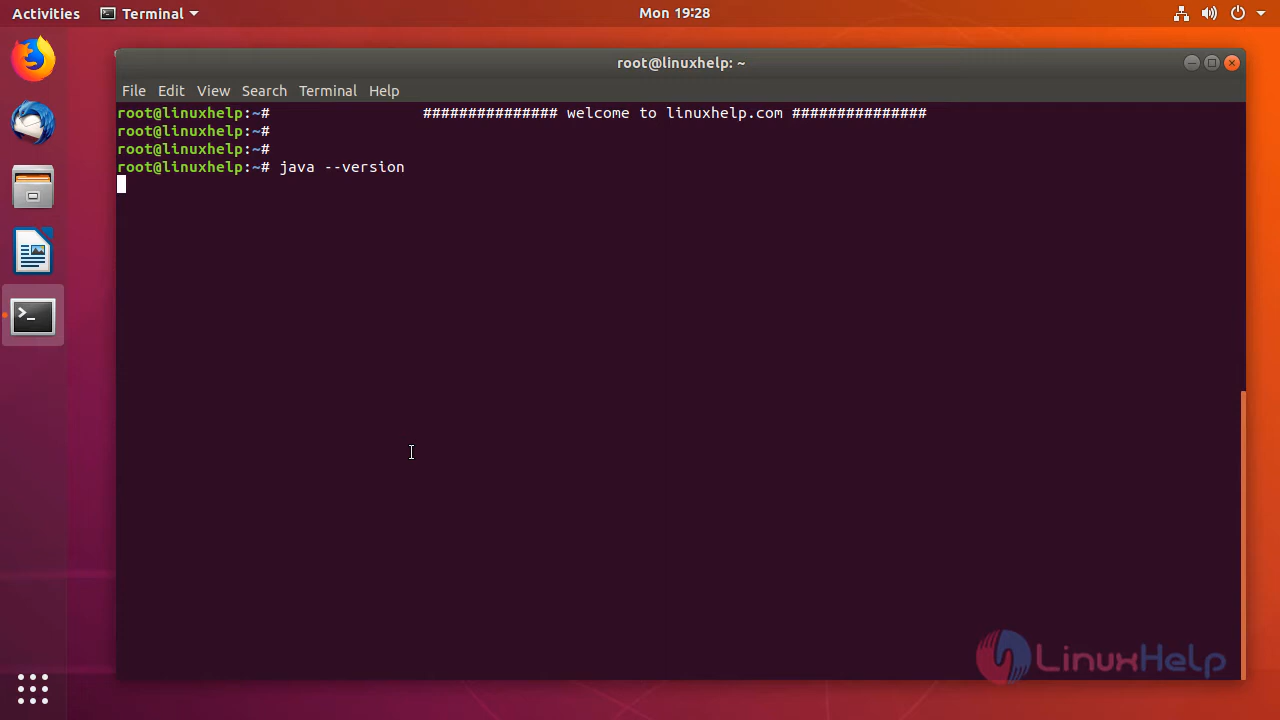 Activities Terminal Mon 19:28
root@linuxhelp: ~
File Edit View Search Terminal Help
root@linuxhelp:~# ############### welcome to linuxhelp.com ###############
root@linuxhelp:~#
root@linuxhelp:~#
root@linuxhelp:~# java --version
LinuxHelp